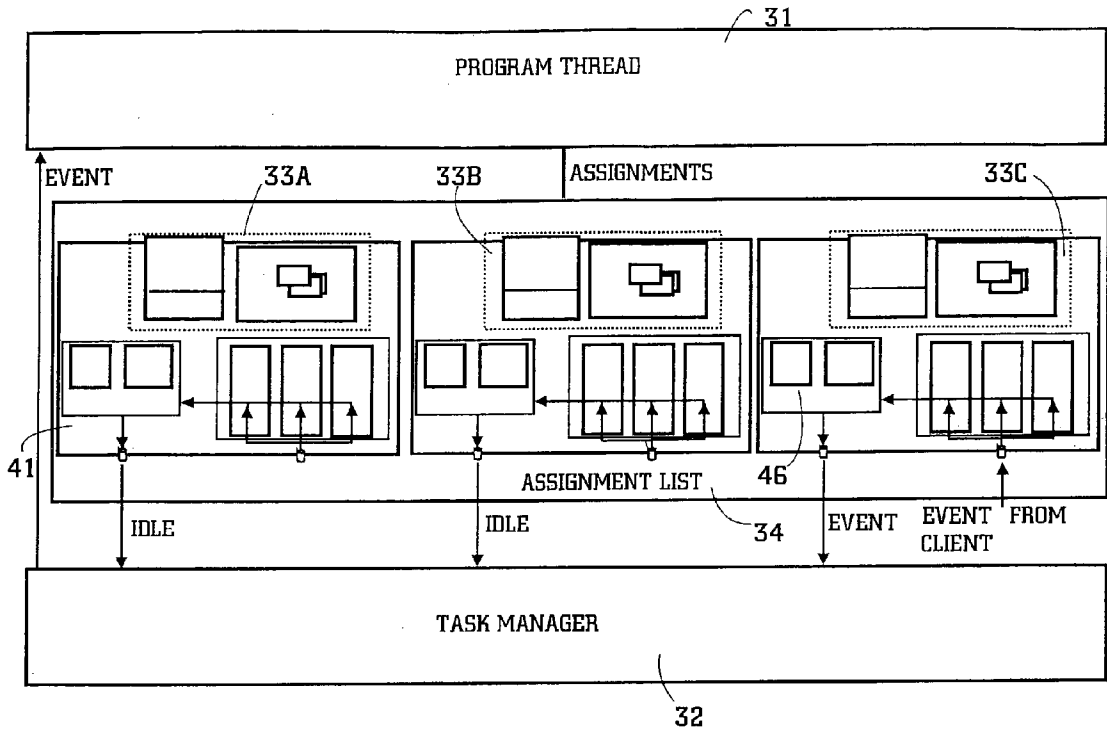 31
PROGRAM THREAD
EVENT
33A
33B
ASSIGNMENTS
33C
41
ASSIGNMENT LIST
46
IDLE
IDLE
34
EVENT
EVENT FROM
CLIENT
TASK MANAGER
32